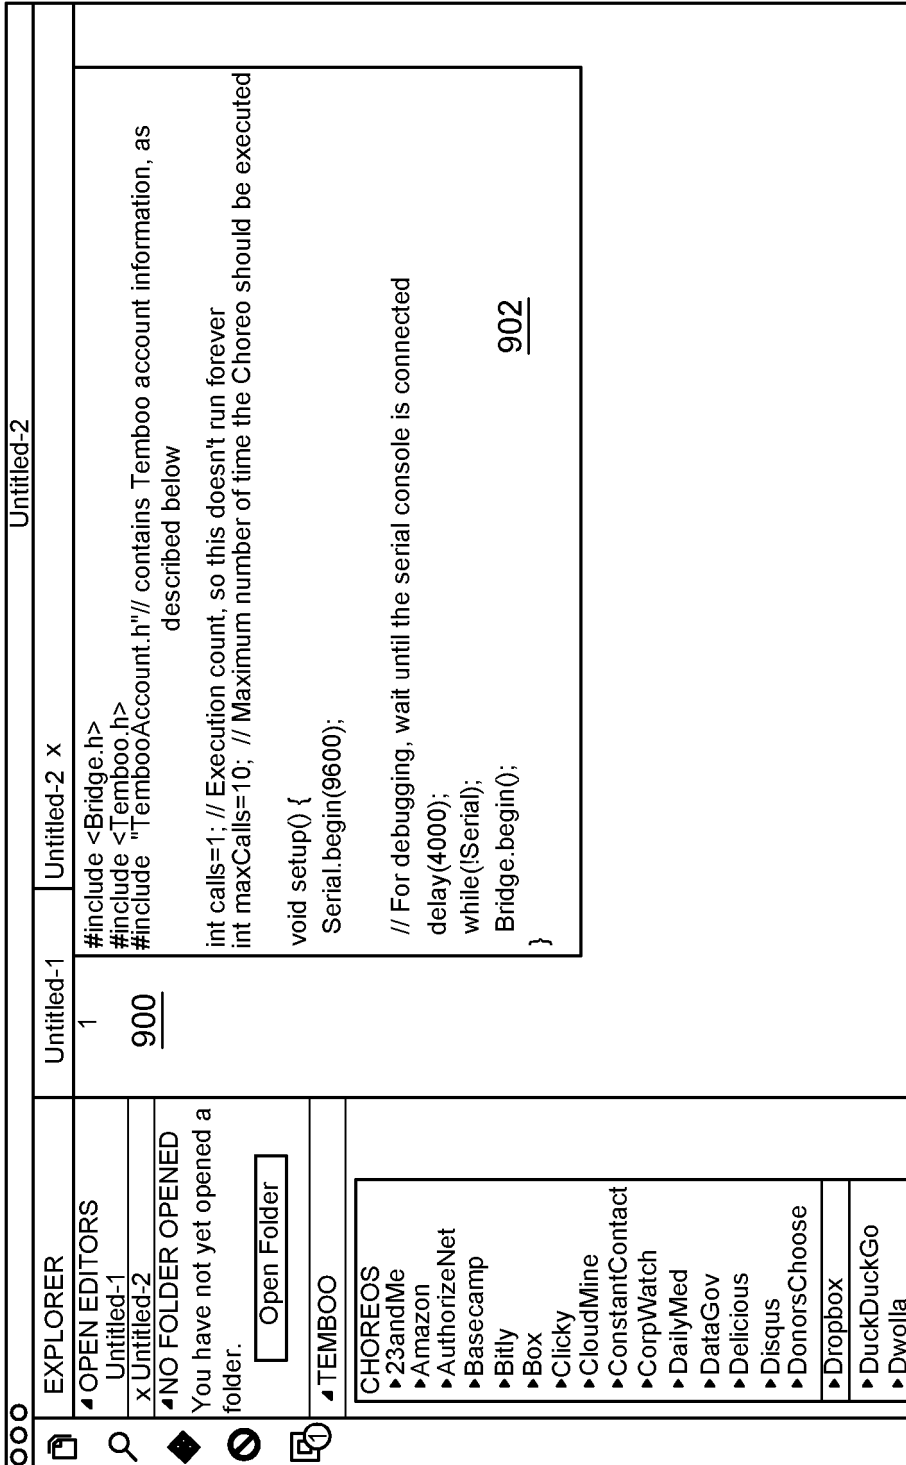 Untitled-2
EXPLORER
Untitled-1
Untitled-2 x
OPEN EDITORS
Untitled-1
x Untitled-2
NO FOLDER OPENED
You have not yet opened a
folder.
Open Folder
TEMBOO
CHOREOS
23andMe
Amazon
AuthorizeNet
Basecamp
Bitly
Box
Clicky
CloudMine
ConstantContact
CorpWatch
DailyMed
DataGov
Delicious
Disqus
DonorsChoose
Dropbox
DuckDuckGo
Dwolla
1
1
900
#include <Bridge.h>
#include <Temboo.h>
#include "TembooAccount.h"// contains Temboo account information, as
described below
int calls=1; // Execution count, so this doesn't run forever
int maxCalls=10; // Maximum number of time the Choreo should be executed
void setup() {
Serial.begin(9600);
// For debugging, wait until the serial console is connected
delay(4000);
while(!Serial);
Bridge.begin();
}
902